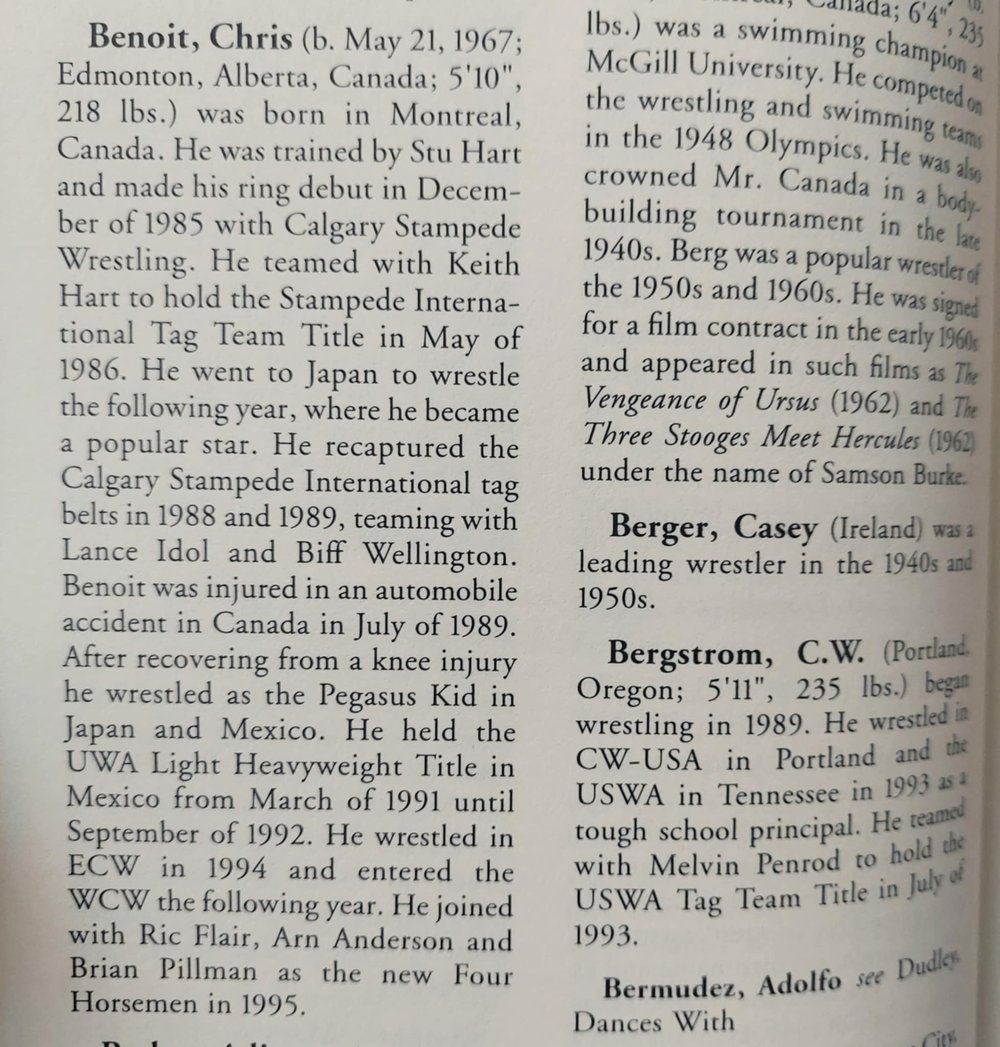 Benoit, Chris (b. May 21, 1967;
Edmonton, Alberta, Canada; 5'10",
218 lbs.) was born in Montreal,
Canada. He was trained by Stu Hart
and made his ring debut in Decem-
ber of 1985 with Calgary Stampede
Wrestling. He teamed with Keith
Hart to hold the Stampede Interna-
tional Tag Team Title in May of
1986. He went to Japan to wrestle
the following year, where he became
a popular star. He recaptured the
Calgary Stampede International tag
belts in 1988 and 1989, teaming with
Lance Idol and Biff Wellington.
Benoit was injured in an automobile
accident in Canada in July of 1989.
After recovering from a knee injury
he wrestled as the Pegasus Kid in
Japan and Mexico. He held the
UWA Light Heavyweight Title in
Mexico from March of 1991 until
September of 1992. He wrestled in
ECW in 1994 and entered the
WCW the following year. He joined
with Ric Flair, Arn Anderson and
Brian Pillman as the new Four
Horsemen in 1995.
Canada; 6'4", 235
lbs.) was a swimming champion at
McGill University. He competed on
the wrestling and swimming teams
in the 1948 Olympics. He was also
crowned Mr. Canada in a body-
building tournament in the late
1940s. Berg was a popular wrestler of
the 1950s and 1960s. He was signed
for a film contract in the early 1960s
and appeared in such films as The
Vengeance of Ursus (1962) and The
Three Stooges Meet Hercules (1962)
under the name of Samson Burke.
Berger, Casey (Ireland) was a
leading wrestler in the 1940s and
1950s.
Bergstrom, C.W. (Portland,
Oregon; 5'11", 235 lbs.) began
wrestling in 1989. He wrestled in
CW-USA in Portland and the
USWA in Tennessee in 1993 as a
tough school principal. He teamed
with Melvin Penrod to hold the
USWA Tag Team Title in July of
1993.
Bermudez, Adolfo see Dudley,
Dances With
City,